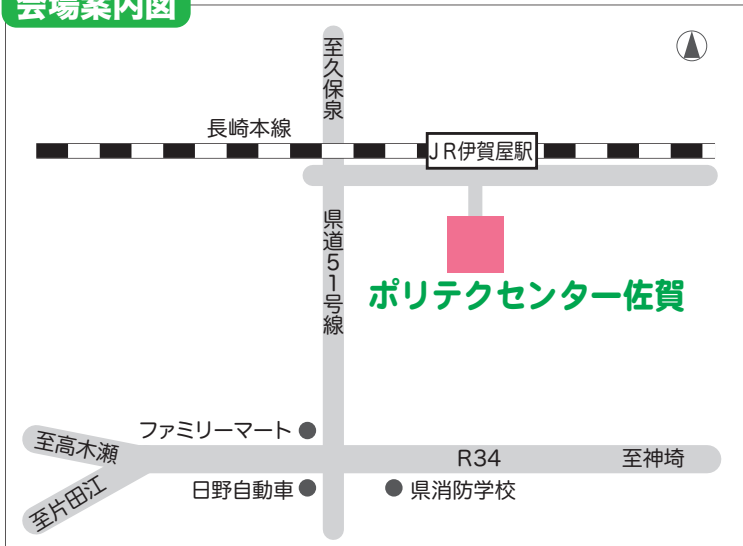 会場案内図
至久保泉
長崎本線
JR伊賀屋駅
県道51号線
ポリテクセンター佐賀
ファミリーマート
至高木瀬
R34
至神埼
至片田江
日野自動車
県消防学校